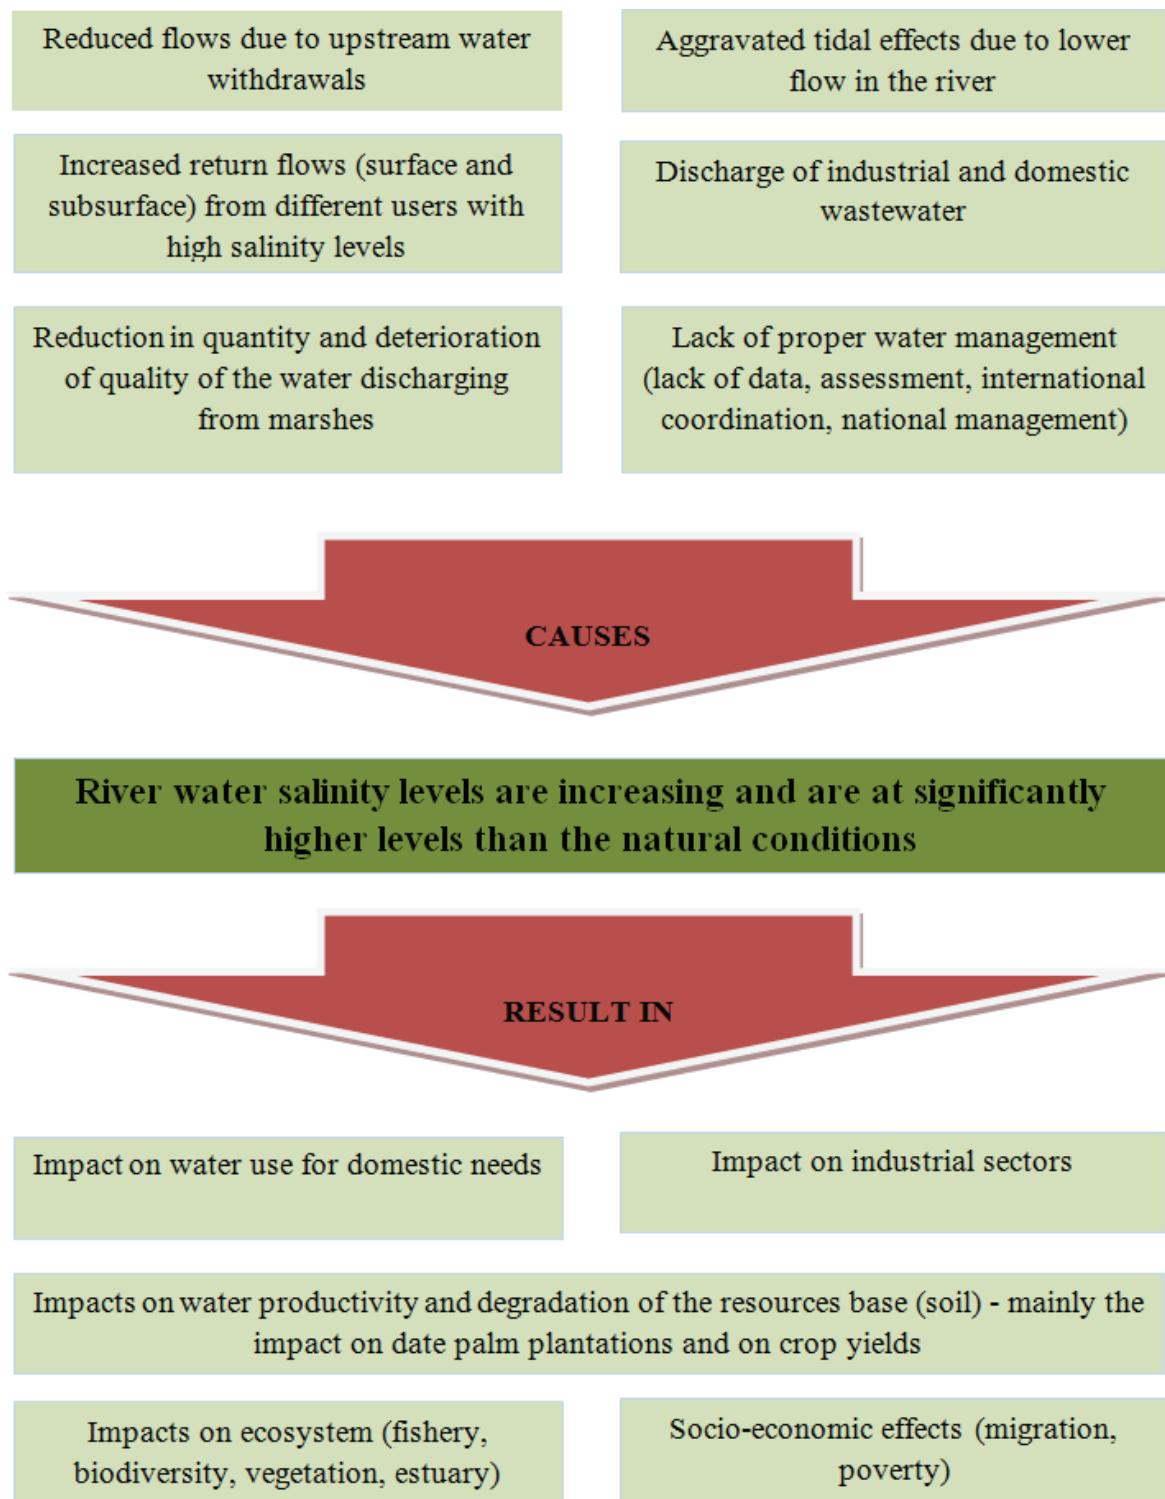 Reduced flows due to upstream water
withdrawals
Aggravated tidal effects due to lower
flow in the river
Increased return flows (surface and
subsurface) from different users with
high salinity levels
Discharge of industrial and domestic
wastewater
Reduction in quantity and deterioration
of quality of the water discharging
from marshes
Lack of proper water management
(lack of data, assessment, international
coordination, national management)
CAUSES
River water salinity levels are increasing and are at significantly
higher levels than the natural conditions
RESULT IN
Impact on water use for domestic needs
Impact on industrial sectors
Impacts on water productivity and degradation of the resources base (soil) - mainly the
impact on date palm plantations and on crop yields
Impacts on ecosystem (fishery,
biodiversity, vegetation, estuary)
Socio-economic effects (migration,
poverty)